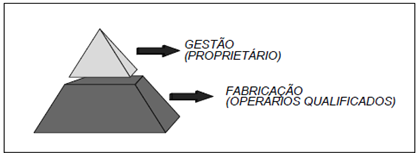 GESTÃO
(PROPRIETÁRIO)
FABRICAÇÃO
(OPERÁRIOS QUALIFICADOS)